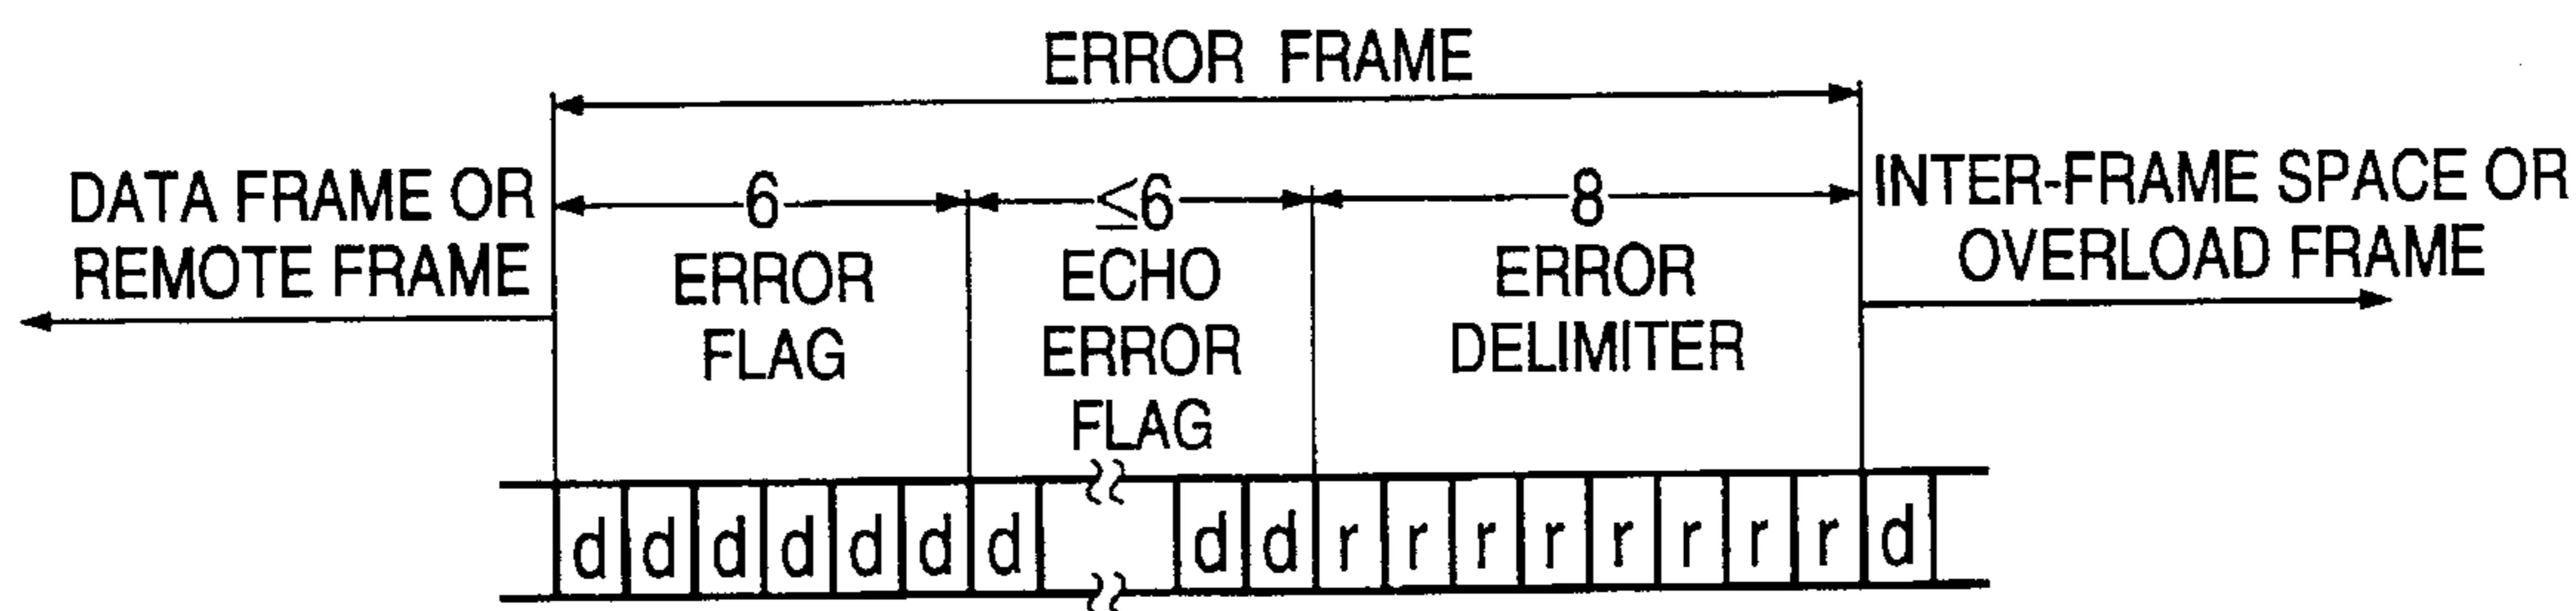 ERROR FRAME
DATA FRAME OR
REMOTE FRAME
6
ERROR
FLAG
≤6
ECHO
ERROR
FLAG
8
ERROR
DELIMITER
INTER-FRAME SPACE OR
OVERLOAD FRAME
d d d d d d d d d r r r r r r r r d